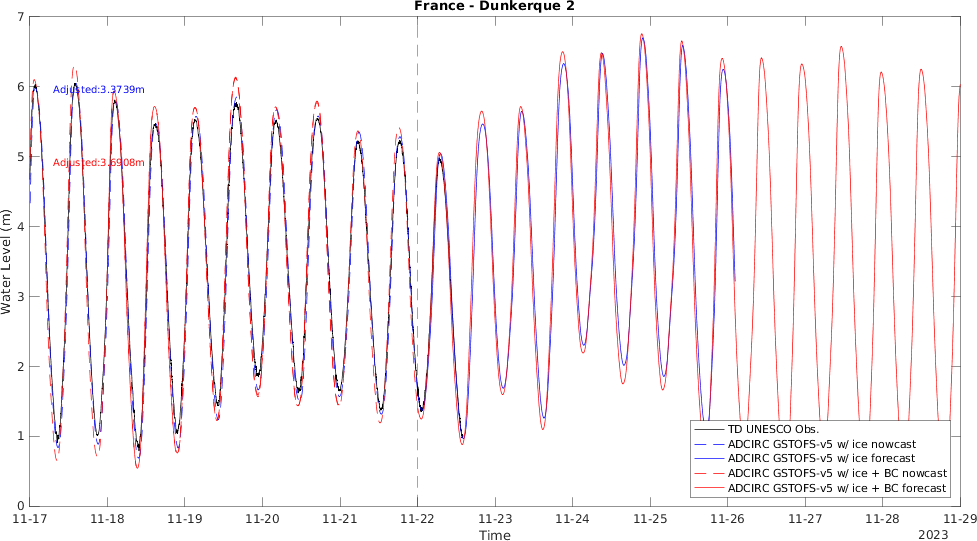 France - Dunkerque 2
Water Level (m)
7
6
5
4
3
2
1
0
Adjusted:3.3739m
Adjusted:3.6908m
TD UNESCO Obs.
ADCIRC GSTOFS-v5 w/ ice nowcast
ADCIRC GSTOFS-v5 w/ ice forecast
ADCIRC GSTOFS-v5 w/ ice + BC nowcast
ADCIRC GSTOFS-v5 w/ ice + BC forecast
11-17 11-18 11-19 11-20 11-21 11-22 11-23 11-24 11-25 11-26 11-27 11-28 11-29
Time
2023